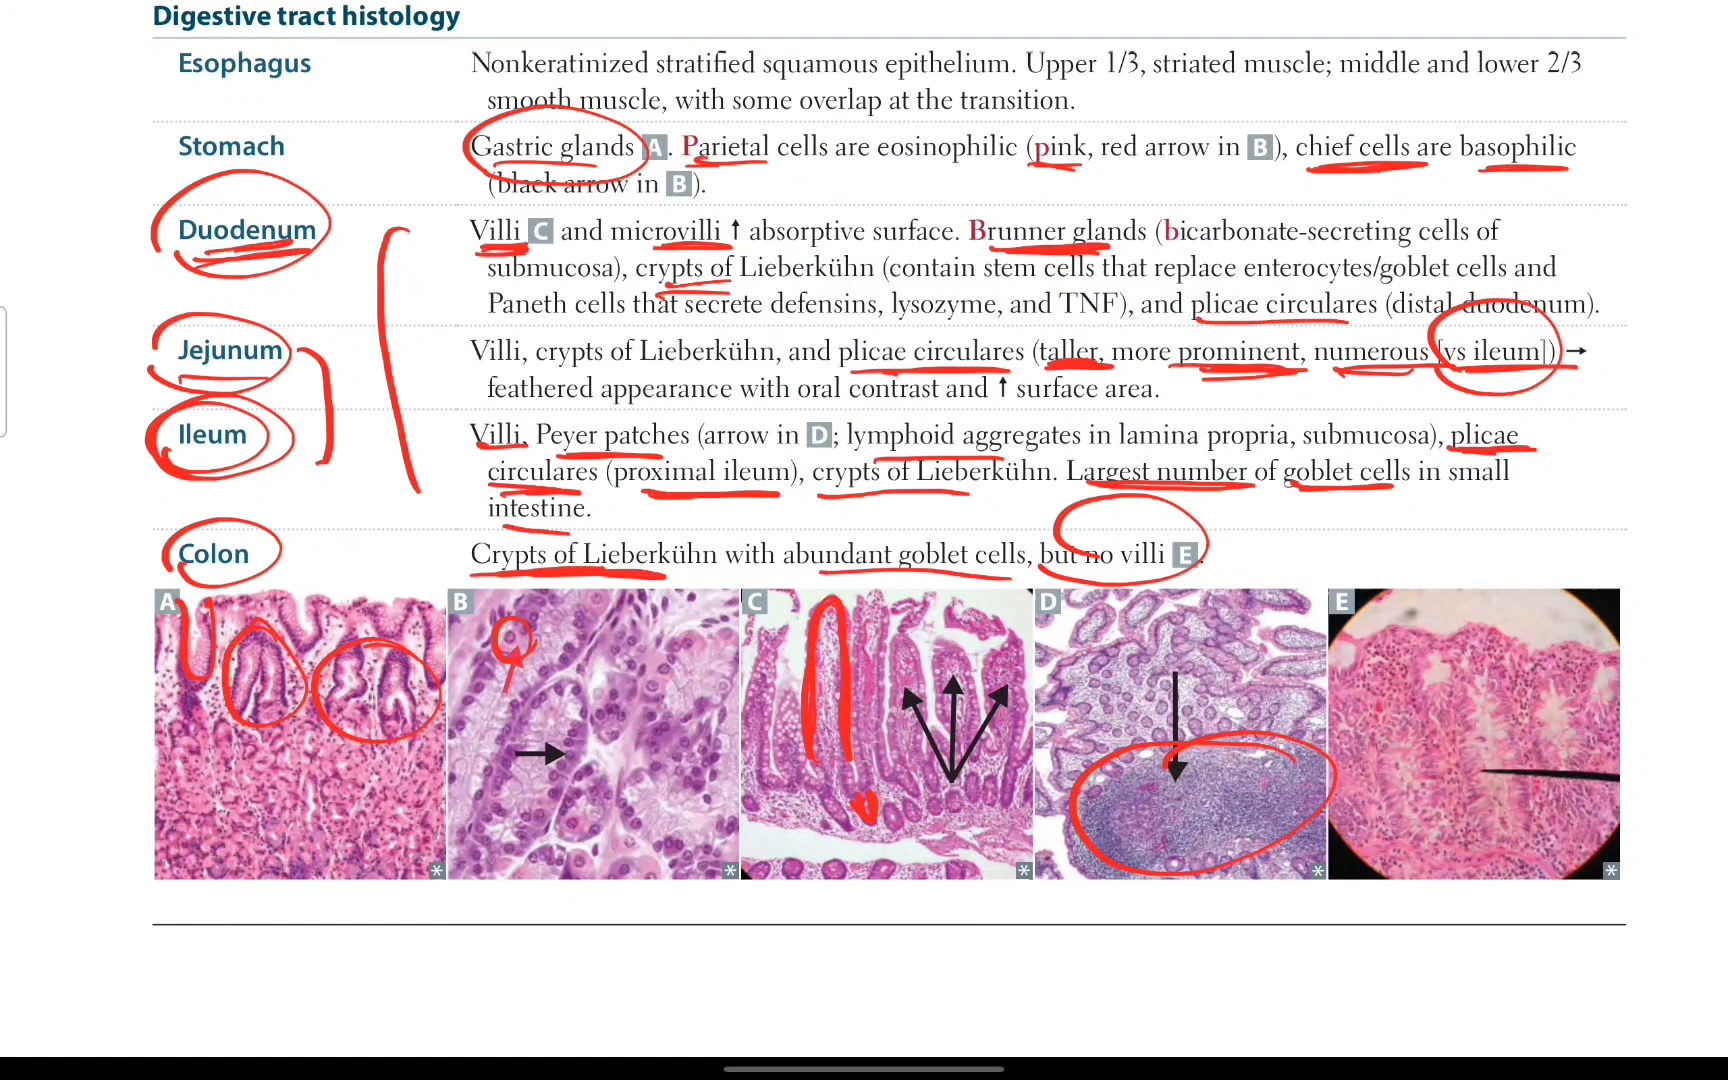 Digestive tract histology
Esophagus
Nonkeratinized stratified squamous epithelium. Upper 1/3, striated muscle; middle and lower 2/3
smooth muscle, with some overlap at the transition.
Stomach
Gastric glands A. Parietal cells are eosinophilic (pink, red arrow in B), chief cells are basophilic
(black arrow in B).
Duodenum
Villi C and microvilli ↑ absorptive surface. Brunner glands (bicarbonate-secreting cells of
submucosa), crypts of Lieberkühn (contain stem cells that replace enterocytes/goblet cells and
Paneth cells that secrete defensins, lysozyme, and TNF), and plicae circulares (distal duodenum).
Jejunum
Villi, crypts of Lieberkühn, and plicae circulares (taller, more prominent, numerous [vs ileum]) →
feathered appearance with oral contrast and ↑ surface area.
Ileum
Villi, Peyer patches (arrow in D; lymphoid aggregates in lamina propria, submucosa), plicae
circulares (proximal ileum), crypts of Lieberkühn. Largest number of goblet cells in small
intestine.
Colon
Crypts of Lieberkühn with abundant goblet cells, but no villi E.
A B C D E
* * * * *